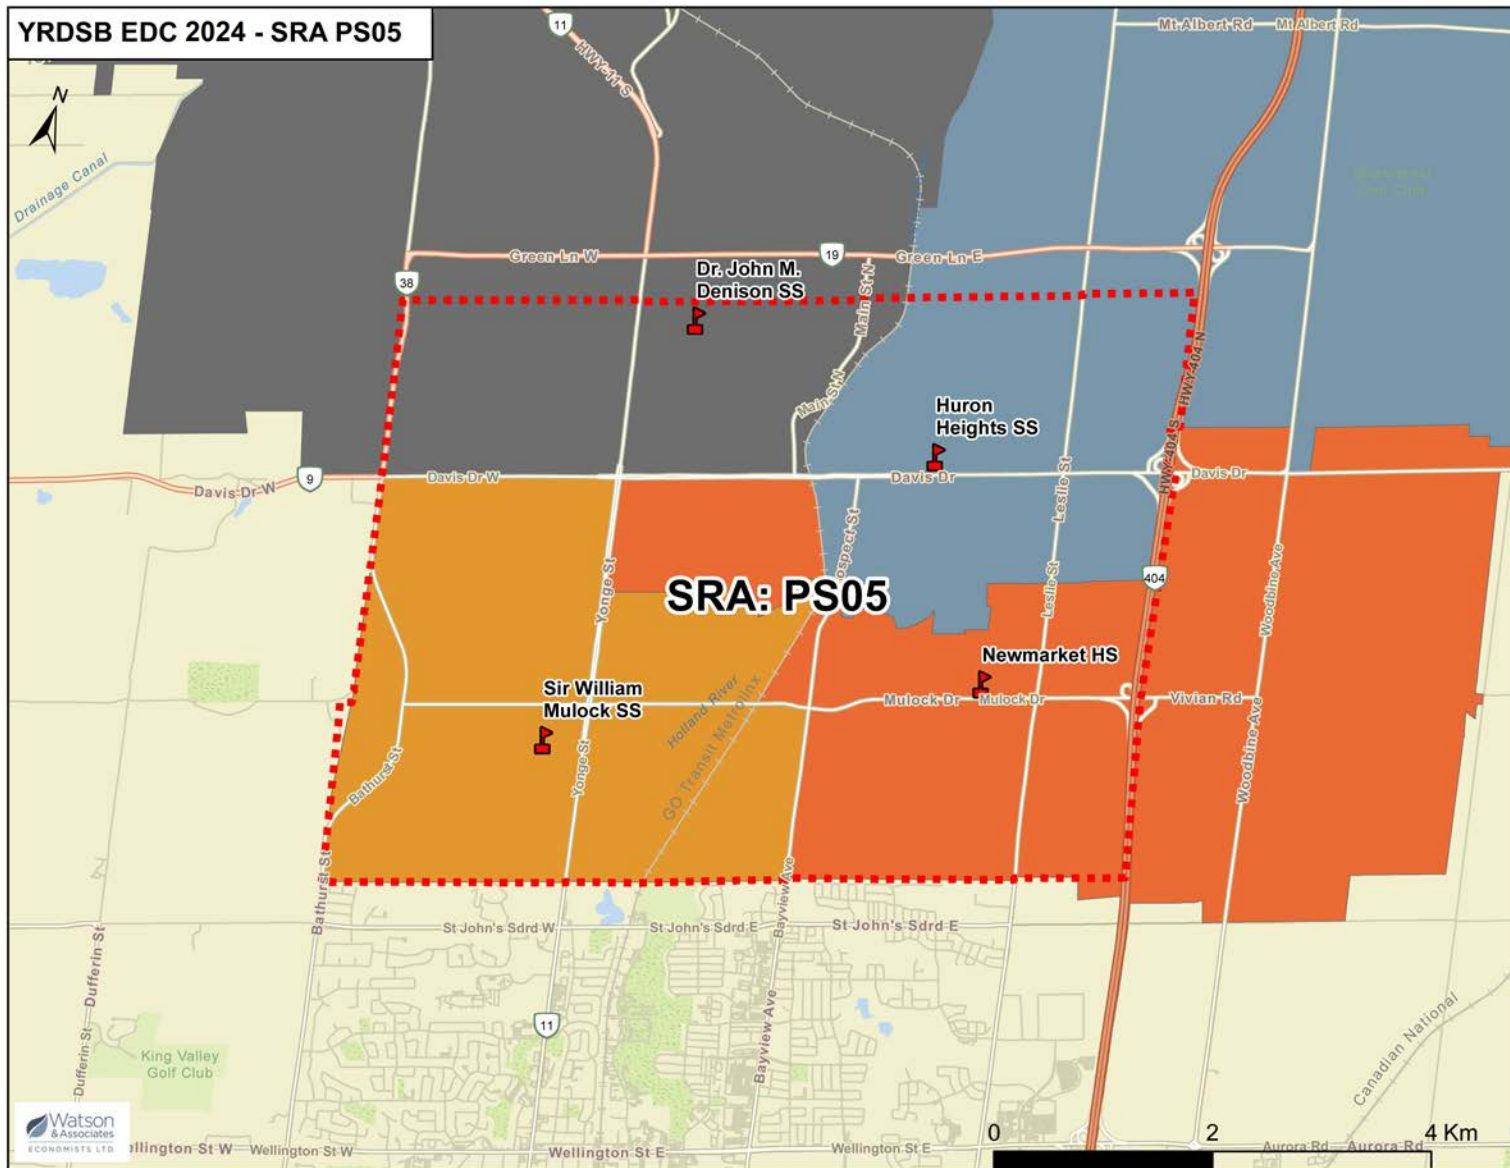 YRDSB EDC 2024 - SRA PS05
11
HWY-11 S
Mt Albert Rd
Mt Albert Rd
N
Drainage Canal
Green Ln W
19
Green Ln E
38
Dr. John M.
Denison SS
Main St N
HWY-404 N
Main St N
Huron
Heights SS
HWY-404 S
Leslie St
9
Davis Dr W
Davis Dr W
Davis Dr
Davis Dr
Yonge St
SRA: PS05
404
Leslie St
Woodbine Ave
Newmarket HS
Sir William
Mulock SS
Holland River
GO Transit Metrolinx
Mulock Dr
Mulock Dr
Vivian Rd
Woodbine Ave
Bathurst St
Yonge St
Bathurst St
Bayview Ave
St John's Sdrd W
St John's Sdrd E
St John's Sdrd E
Dufferin St
Dufferin St
11
Bayview Ave
King Valley
Golf Club
Canadian National
Watson
& Associates
ECONOMISTS LTD.
Wellington St W
Wellington St E
Wellington St E
Aurora Rd
Aurora Rd
0
2
4 Km